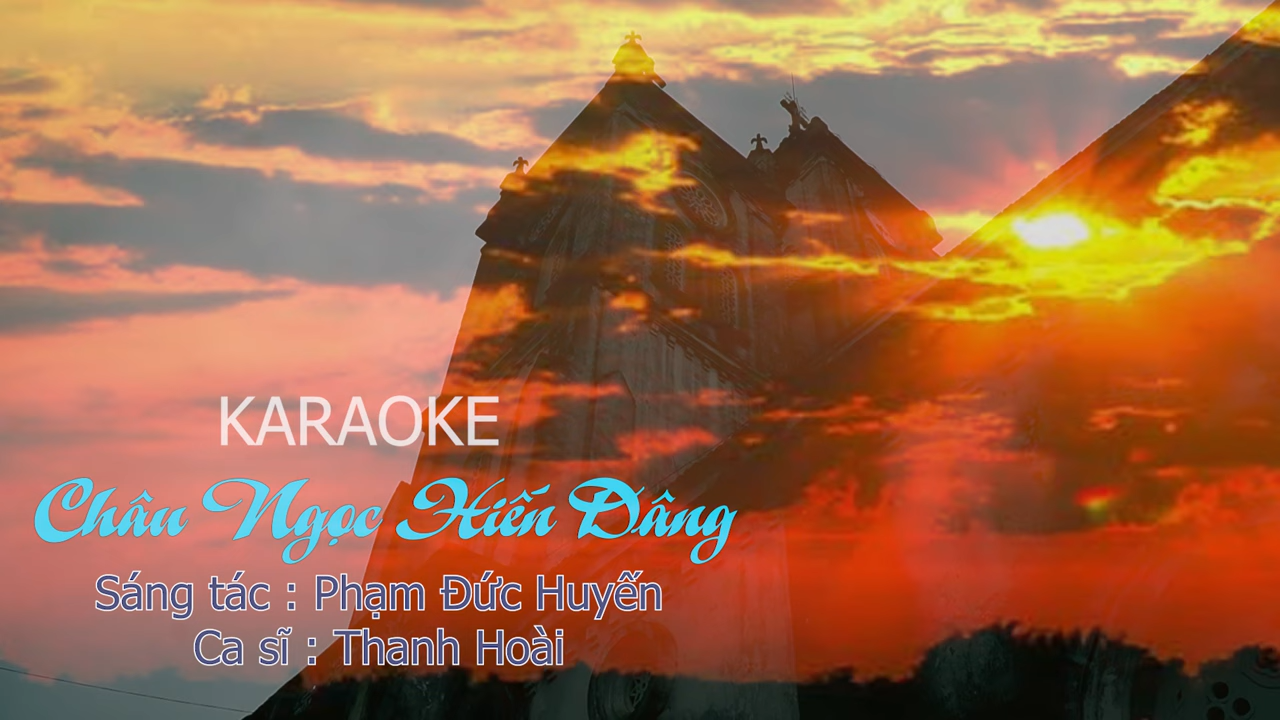 KARAOKE
Châu Ngọc Hiến Dâng
Sáng tác : Phạm Đức Huyến
Ca sĩ : Thanh Hoài